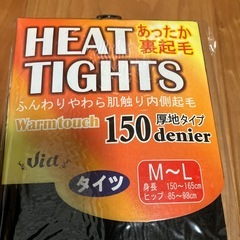 HEAT
あったか
裏起毛
TIGHTS
ふんわりやわら肌触り内側起毛
Warmtouch
150 厚地タイプ
denier
タイツ
M~L
身長 150~165cm
ヒップ 85~98cm